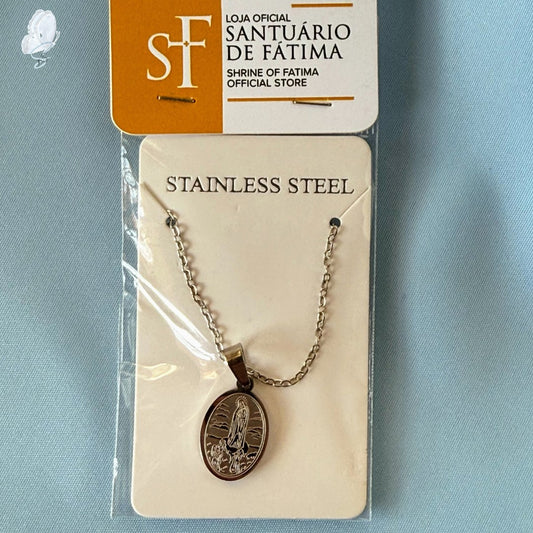 SF
LOJA OFICIAL
SANTUÁRIO
DE FÁTIMA
SHRINE OF FATIMA
OFFICIAL STORE
STAINLESS STEEL